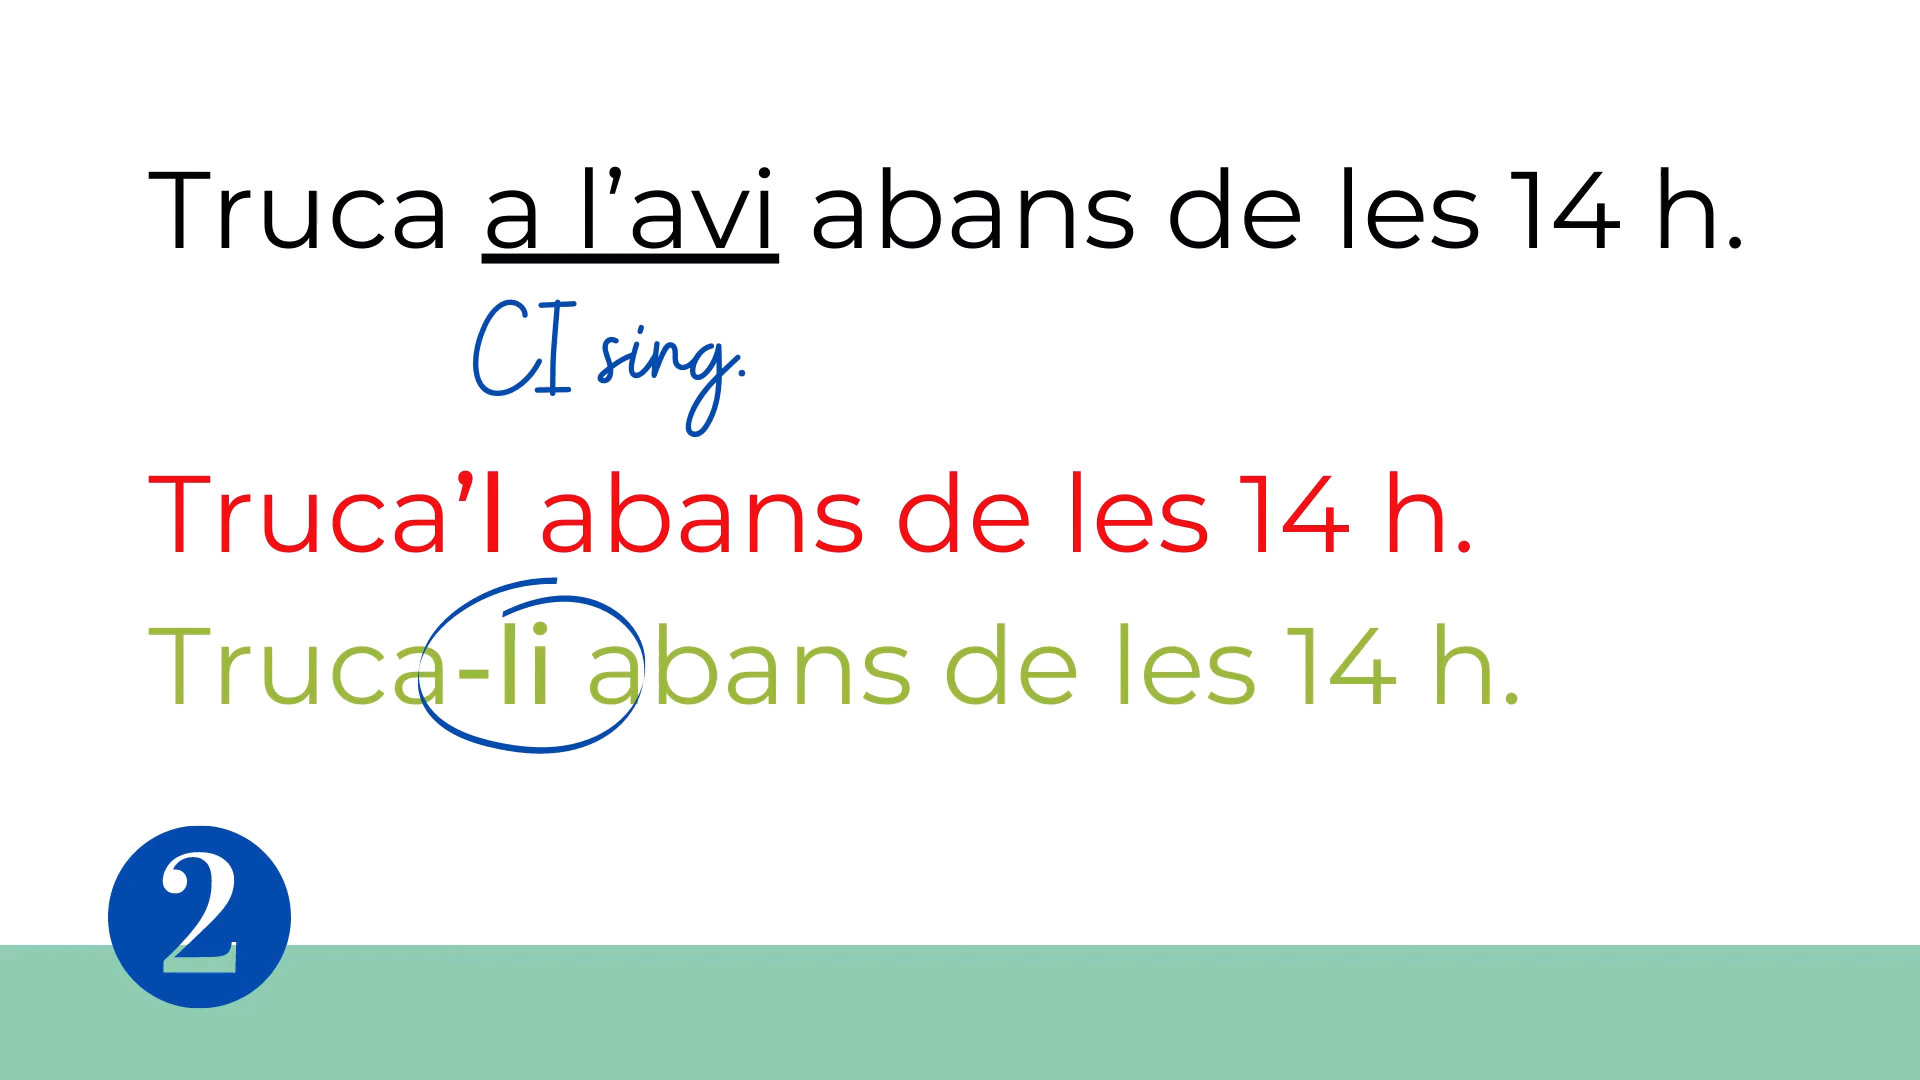 Truca a l’avi abans de les 14 h.
CI sing.
Truca’l abans de les 14 h.
Truca-li abans de les 14 h.
2